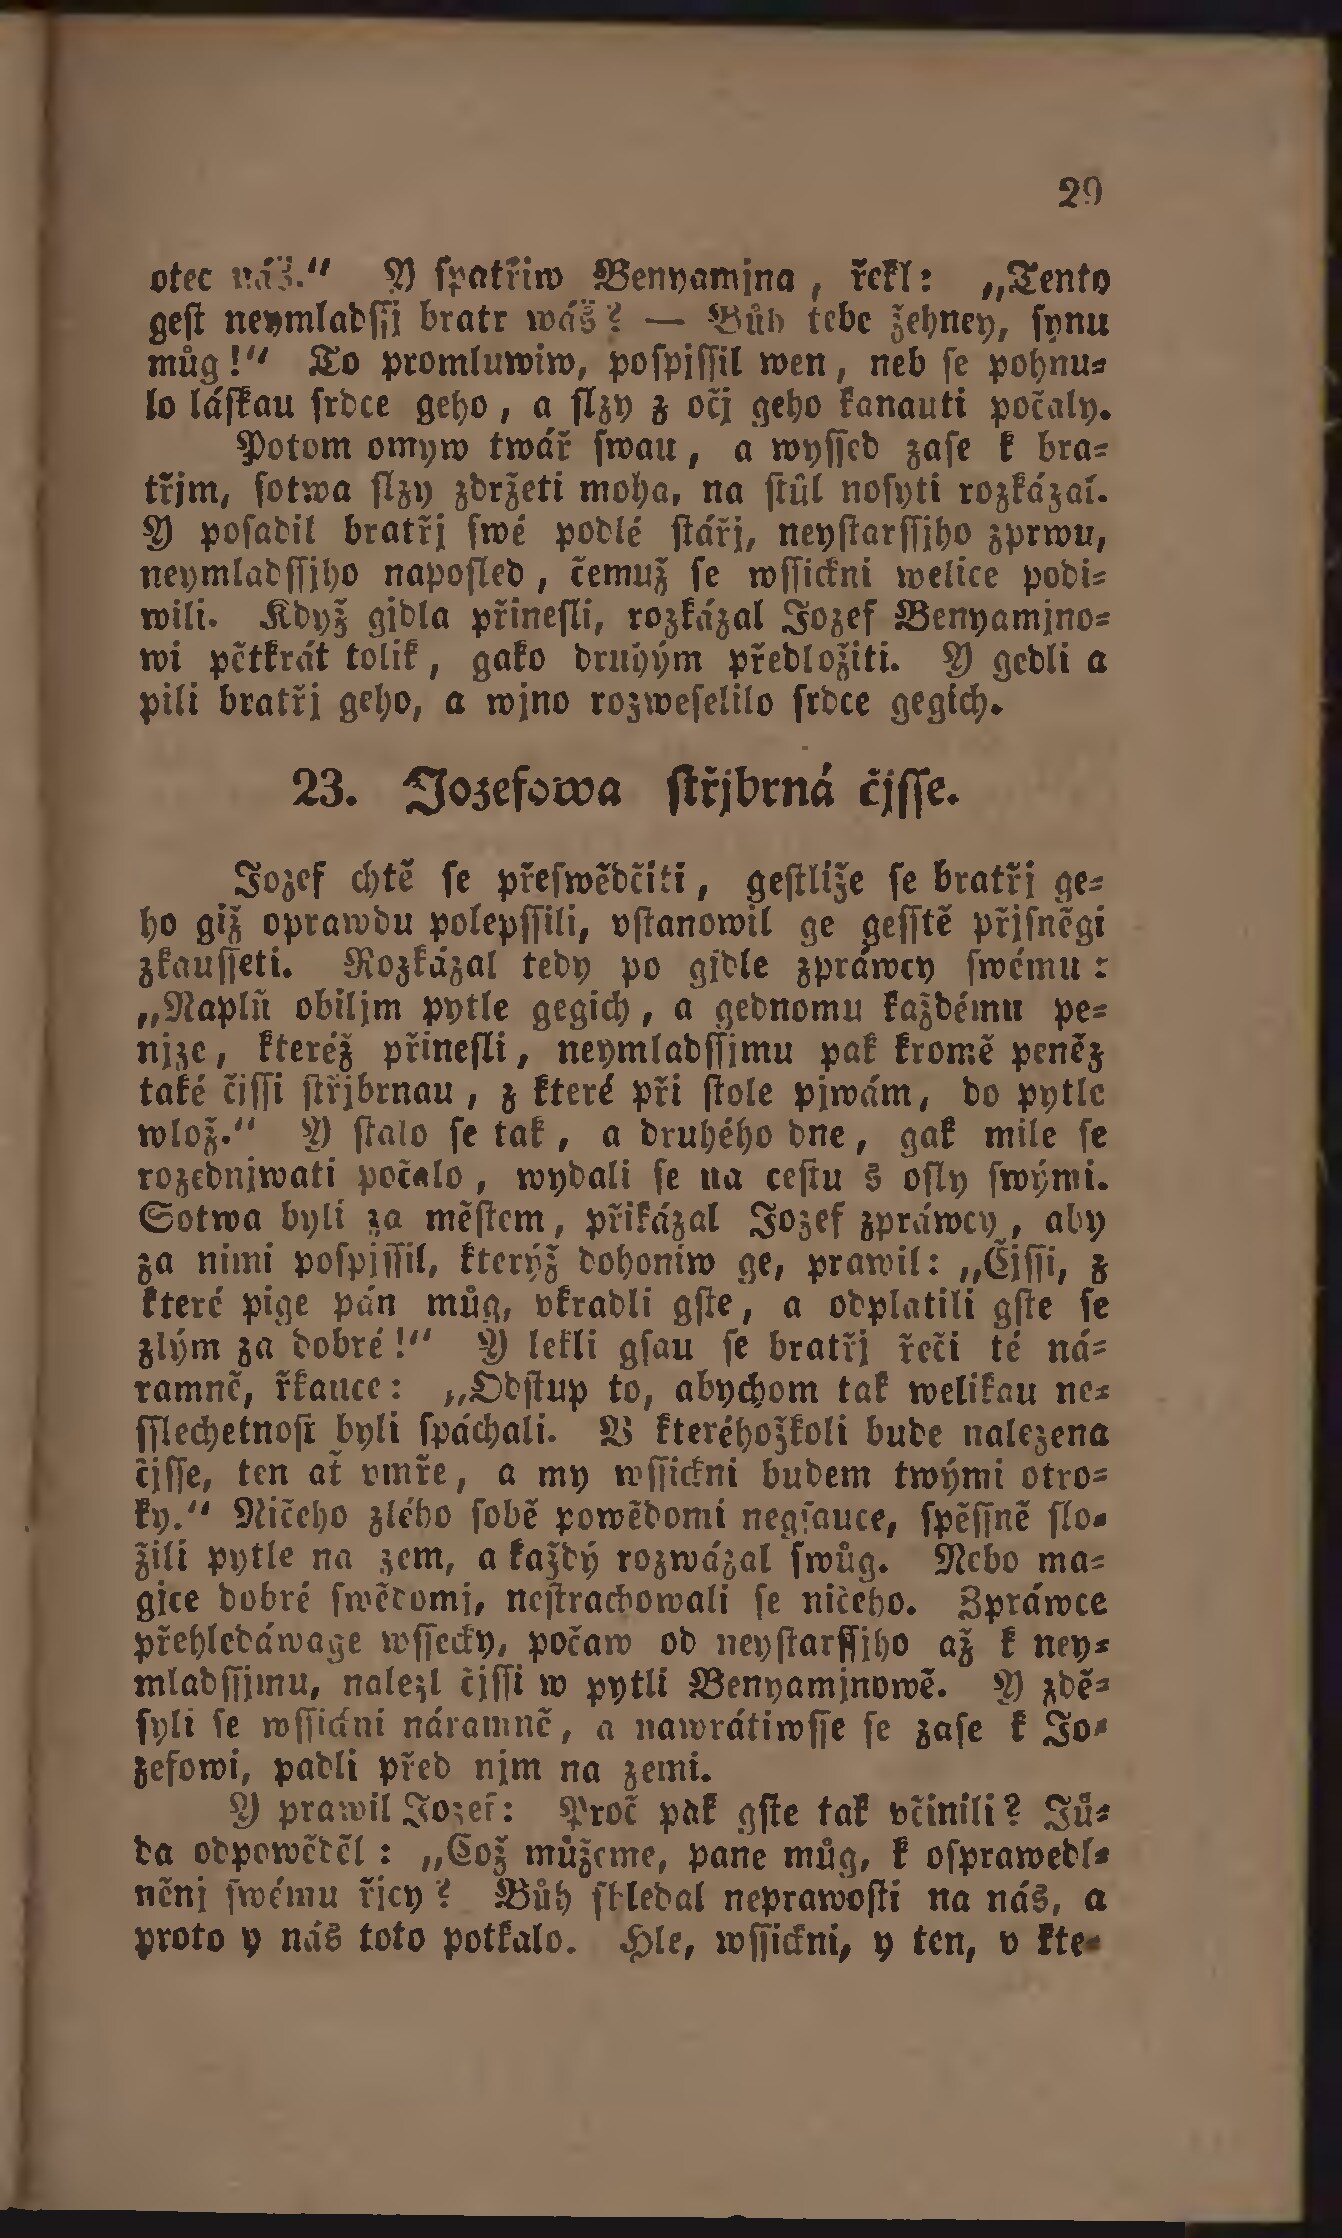 29
otec náš.“ Y spatřiw Benyamjna, řekl: „Tento
gest neymladssj bratr wáš? — Bůh tebe žehney, synu
můg!“ To promluwiw, pospjssil wen, neb se pohnu-
lo láskau srdce geho, a slzy z očj geho kanauti počaly.
Potom omyw twář swau, a wyssed zase k bra-
třjm, sotwa slzy zdržeti moha, na stůl nosyti rozkázal.
Y posadil bratřj swé podlé stářj, neystarssjho zprwu,
neymladssjho naposled, čemuž se wssickni welice podi-
wili. Když gjdla přinesli, rozkázal Jozef Benyamjno-
wi pětkrát tolik, gako druhým předložiti. Y gedli a
pili bratřj geho, a wjno rozweselilo srdce gegich.
23. Jozefowa střjbrná čjsse.
Jozef chtě se přeswědčiti, gestliže se bratřj ge-
ho giž oprawdu polepssili, vstanowil ge gesstě přjsněgi
zkausseti. Rozkázal tedy po gjdle zpráwcy swému:
„Naplň obiljm pytle gegich, a gednomu každému pe-
njze, kteréž přinesli, neymladssjmu pak kromě peněz
také čjssi střjbrnau, z které při stole pjwám, do pytle
wlož.“ Y stalo se tak, a druhého dne, gak mile se
rozednjwati počalo, wydali se na cestu s osly swými.
Sotwa byli za městem, přikázal Jozef zpráwcy, aby
za nimi pospjssil, kterýž dohoniw ge, prawil: „Čjssi, z
které pige pán můg, vkradli gste, a odplatili gste se
zlým za dobré!“ Y lekli gsau se bratřj řeči té ná-
ramně, řkauce: „Odstup to, abychom tak welikau ne-
sslechetnost byli spáchali. V kteréhožkoli bude nalezena
čjsse, ten ať vmře, a my wssickni budem twými otro-
ky.“ Ničeho zlého sobě powědomi negsauce, spěssně slo-
žili pytle na zem, a každý rozwázal swůg. Nebo ma-
gjce dobré swědomj, nestrachowali se ničeho. Zpráwce
přehledáwage wssecky, počaw od neystarssjho až k ney-
mladssjmu, nalezl čjssi w pytli Benyamjnowě. Y zdě-
syli se wssickni náramně, a nawrátiwsse se zase k Jo-
zefowi, padli před njm na zemi.
Y prawil Jozef: Proč pak gste tak včinili? Jů-
da odpowěděl: „Což můžeme, pane můg, k osprawedl-
něnj swému řjcy? Bůh shledal neprawosti na nás, a
proto y nás toto potkalo. Hle, wssickni, y ten, v kte-